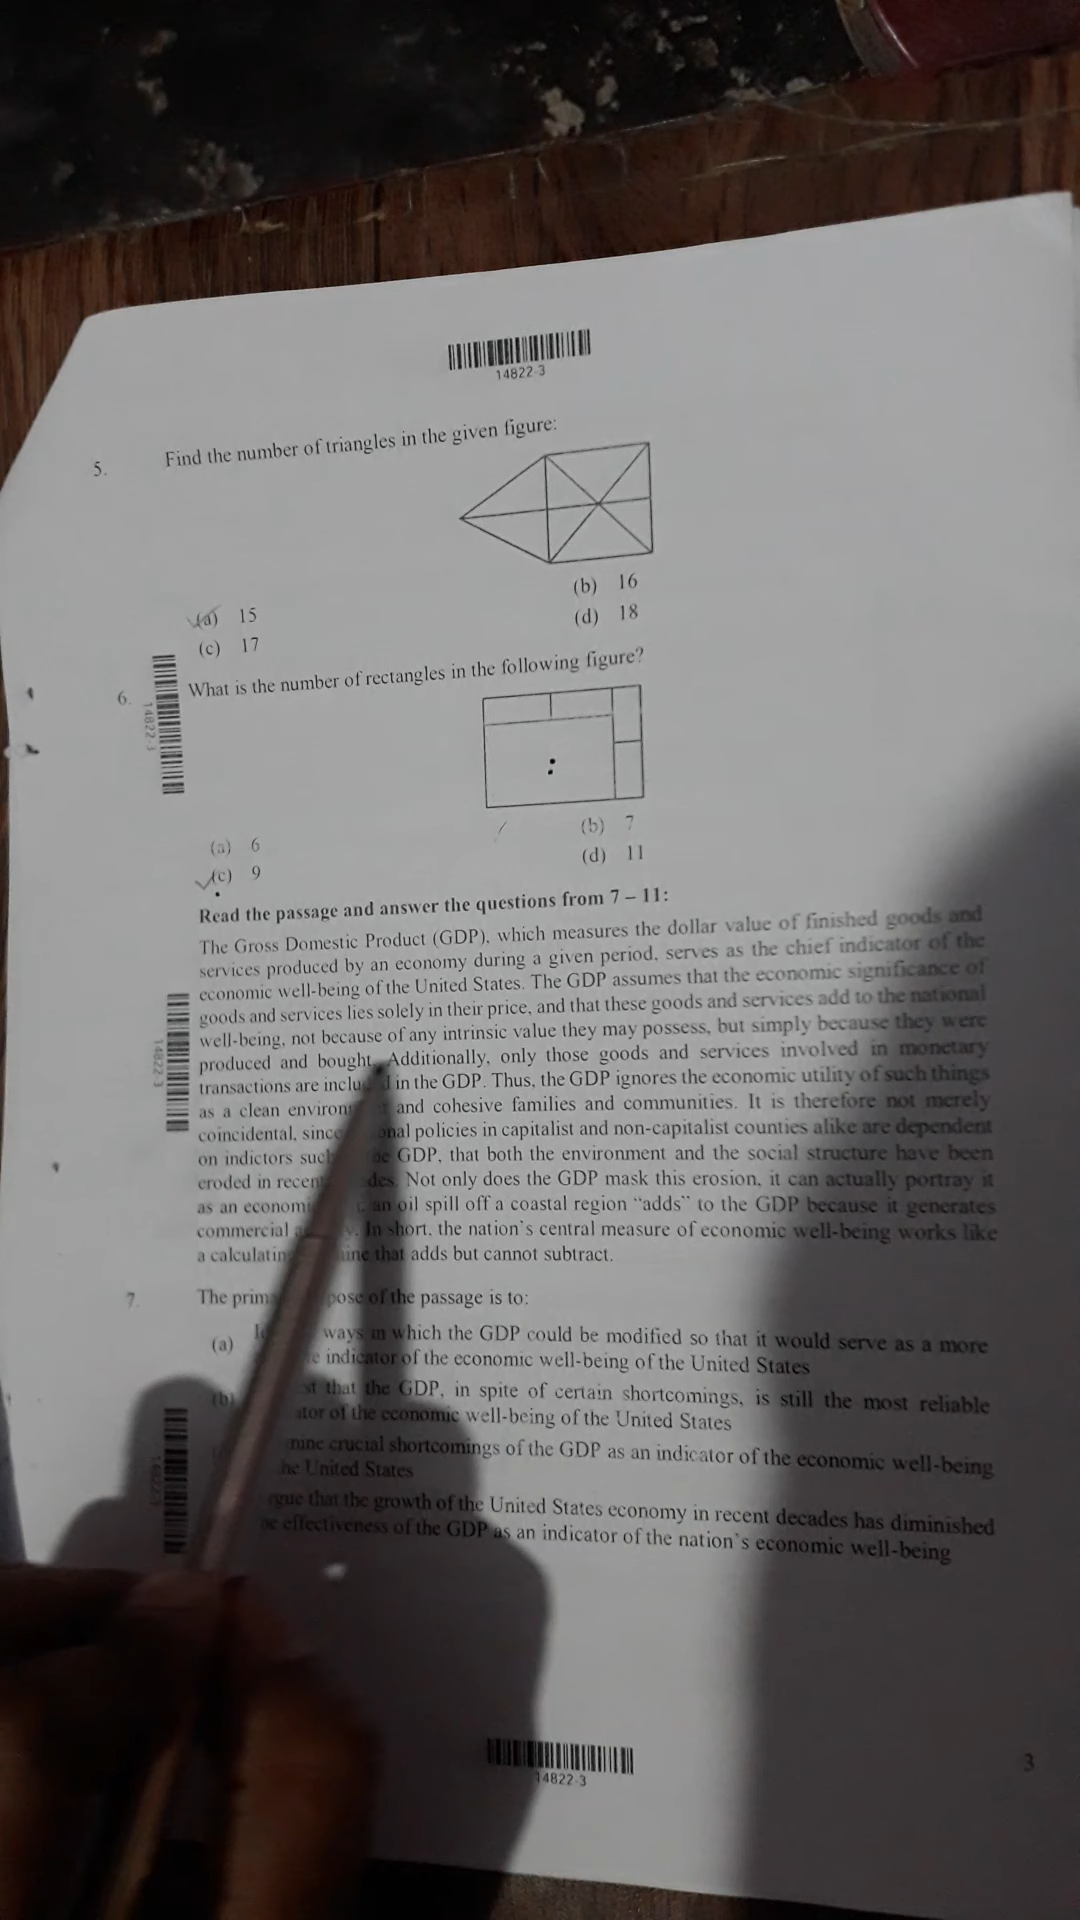 14822-3
5. Find the number of triangles in the given figure:
(a) 15 (b) 16
(c) 17 (d) 18
6. What is the number of rectangles in the following figure?
14822-3
(a) 6 (b) 7
(c) 9 (d) 11
Read the passage and answer the questions from 7 – 11:
The Gross Domestic Product (GDP), which measures the dollar value of finished goods and
services produced by an economy during a given period, serves as the chief indicator of the
economic well-being of the United States. The GDP assumes that the economic significance of
goods and services lies solely in their price, and that these goods and services add to the national
well-being, not because of any intrinsic value they may possess, but simply because they were
produced and bought. Additionally, only those goods and services involved in monetary
transactions are in the GDP. Thus, the GDP ignores the economic utility of such things
as a clean and cohesive families and communities. It is therefore not merely
coincidental, since policies in capitalist and non-capitalist counties alike are dependent
on indictors GDP, that both the environment and the social structure have been
eroded in Not only does the GDP mask this erosion, it can actually portray it
as an an oil spill off a coastal region “adds” to the GDP because it generates
commercial In short, the nation’s central measure of economic well-being works like
a that adds but cannot subtract.
14822-3
7. The of the passage is to:
(a) ways in which the GDP could be modified so that it would serve as a more
indicator of the economic well-being of the United States
(b) that the GDP, in spite of certain shortcomings, is still the most reliable
of the economic well-being of the United States
crucial shortcomings of the GDP as an indicator of the economic well-being
United States
that the growth of the United States economy in recent decades has diminished
effectiveness of the GDP as an indicator of the nation’s economic well-being
14822-3
14822-3
3